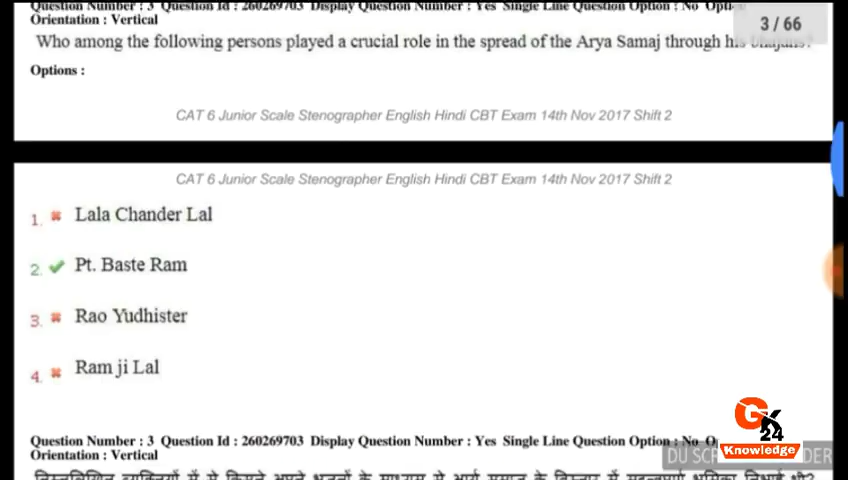 Question Number : 3 Question Id : 260269703 Display Question Number : Yes Single Line Question Option : No
Orientation : Vertical
3 / 66
Who among the following persons played a crucial role in the spread of the Arya Samaj through his bhajans?
Options :
CAT 6 Junior Scale Stenographer English Hindi CBT Exam 14th Nov 2017 Shift 2
CAT 6 Junior Scale Stenographer English Hindi CBT Exam 14th Nov 2017 Shift 2
1. Lala Chander Lal
2. Pt. Baste Ram
3. Rao Yudhister
4. Ram ji Lal
GK
24
Knowledge
Question Number : 3 Question Id : 260269703 Display Question Number : Yes Single Line Question Option : No
Orientation : Vertical
DU